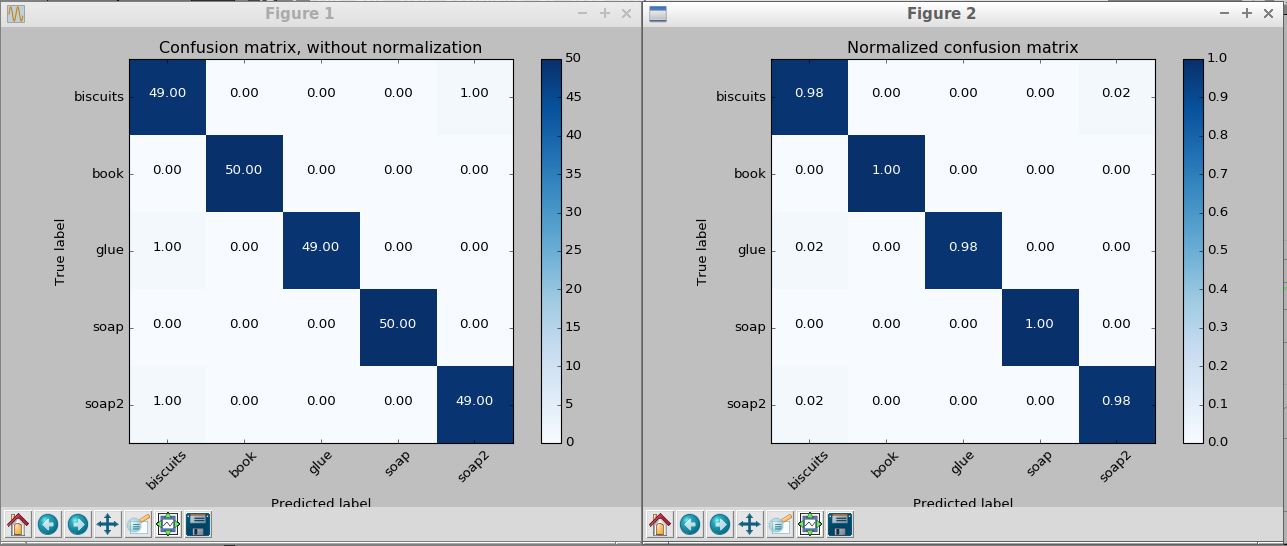 Figure 1
Confusion matrix, without normalization
True label
biscuits 49.00 0.00 0.00 0.00 1.00
book 0.00 50.00 0.00 0.00 0.00
glue 1.00 0.00 49.00 0.00 0.00
soap 0.00 0.00 0.00 50.00 0.00
soap2 1.00 0.00 0.00 0.00 49.00
biscuits book glue soap soap2
Predicted label
50
45
40
35
30
25
20
15
10
5
0
Figure 2
Normalized confusion matrix
True label
biscuits 0.98 0.00 0.00 0.00 0.02
book 0.00 1.00 0.00 0.00 0.00
glue 0.02 0.00 0.98 0.00 0.00
soap 0.00 0.00 0.00 1.00 0.00
soap2 0.02 0.00 0.00 0.00 0.98
biscuits book glue soap soap2
Predicted label
1.0
0.9
0.8
0.7
0.6
0.5
0.4
0.3
0.2
0.1
0.0